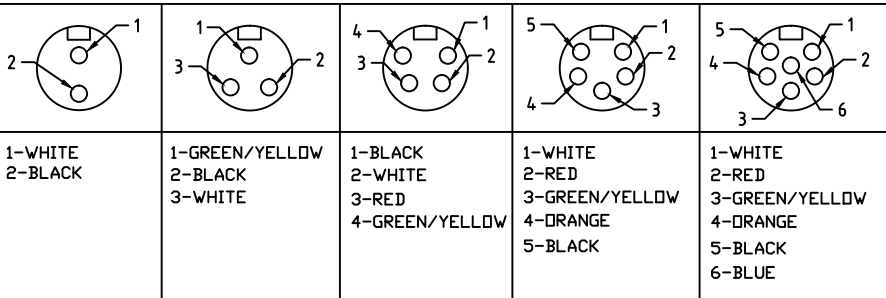 1
2
1
3
2
4
1
3
2
5
1
2
4
3
5
1
4
2
3
6
1-WHITE
2-BLACK
1-GREEN/YELLOW
2-BLACK
3-WHITE
1-BLACK
2-WHITE
3-RED
4-GREEN/YELLOW
1-WHITE
2-RED
3-GREEN/YELLOW
4-ORANGE
5-BLACK
1-WHITE
2-RED
3-GREEN/YELLOW
4-ORANGE
5-BLACK
6-BLUE